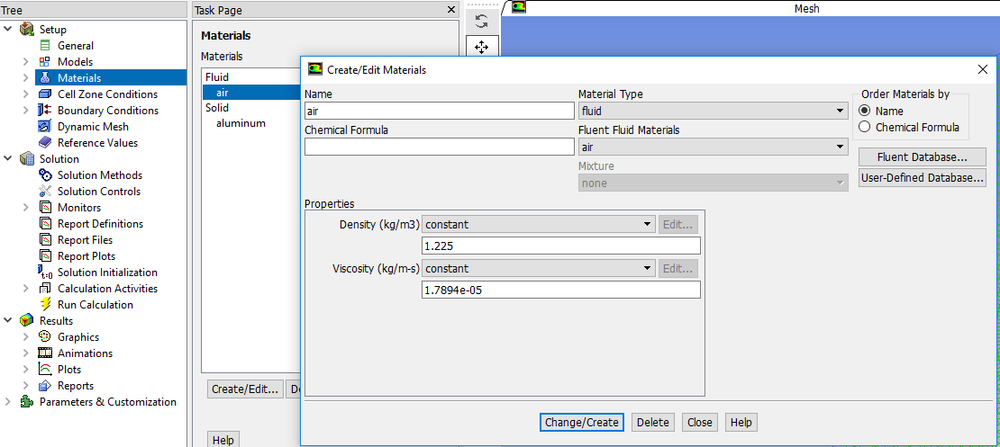 Tree
Setup
General
Models
Materials
Cell Zone Conditions
Boundary Conditions
Dynamic Mesh
Reference Values
Solution
Solution Methods
Solution Controls
Monitors
Report Definitions
Report Files
Report Plots
Solution Initialization
Calculation Activities
Run Calculation
Results
Graphics
Animations
Plots
Reports
Parameters & Customization
Task Page
Materials
Materials
Fluid
air
Solid
aluminum
Create/Edit...
Help
Mesh
Create/Edit Materials
Name
air
Chemical Formula
Material Type
fluid
Fluent Fluid Materials
air
Mixture
none
Order Materials by
Name
Chemical Formula
Fluent Database...
User-Defined Database...
Properties
Density (kg/m3) constant Edit...
1.225
Viscosity (kg/m-s) constant Edit...
1.7894e-05
Change/Create Delete Close Help